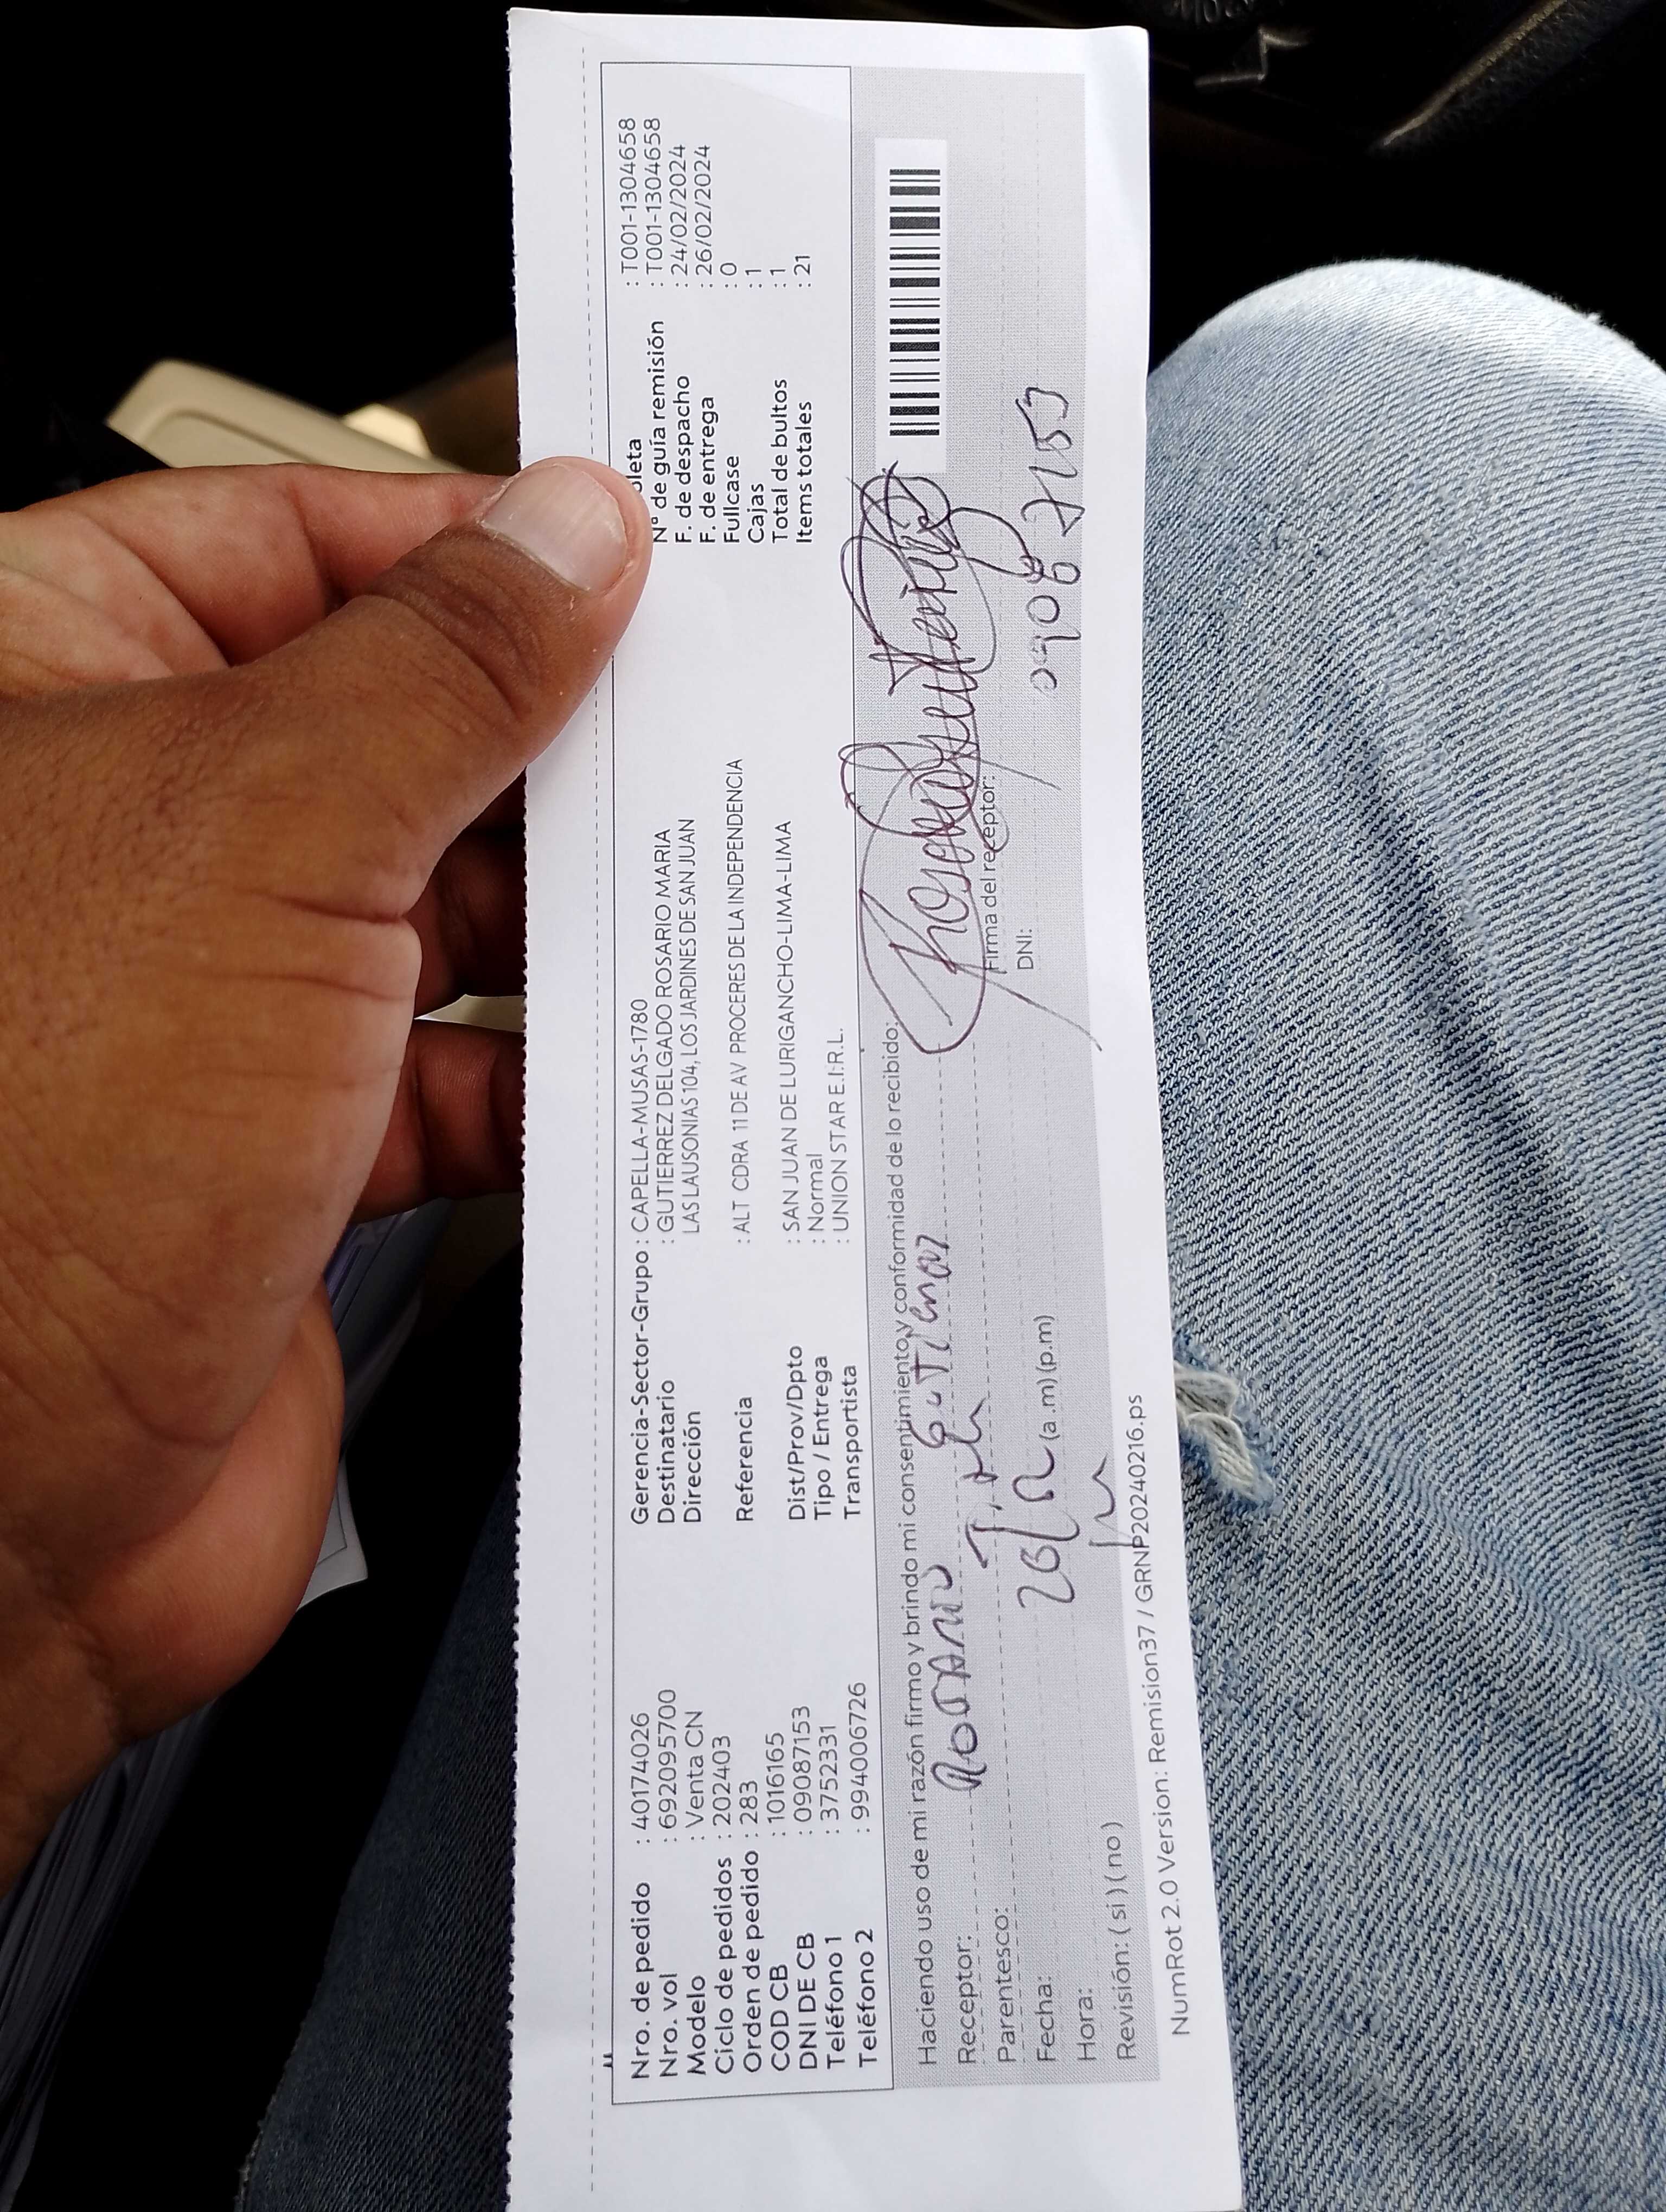 Nro. de pedido : 40174026
Nro. vol : 6920957​00
Modelo : Venta CN
Ciclo de pedidos : 202403
Orden de pedido : 283
COD CB : 1016165
DNI DE CB : 09087153
Teléfono 1 : 3752331
Teléfono 2 : 994006726
Gerencia-Sector-Grupo : CAPELLA-MUSAS-1780
Destinatario : GUTIERREZ DELGADO ROSARIO MARIA
Dirección LAS LAUSONIAS 104, LOS JARDINES DE SAN JUAN
Referencia : ALT CDRA 11 DE AV PROCERES DE LA INDEPENDENCIA
Dist/Prov/Dpto : SAN JUAN DE LURIGANCHO-LIMA-LIMA
Tipo / Entrega : Normal
Transportista : UNION STAR E.I.R.L.
oleta : T001-1304658
N° de guía remisión : T001-1304658
F. de despacho : 24/02/2024
F. de entrega : 26/02/2024
Fullcase : 0
Cajas : 1
Total de bultos : 1
Items totales : 21
Haciendo uso de mi razón firmo y brindo mi consentimiento y conformidad de lo recibido:
Receptor:
Parentesco:
Fecha:
Hora: (a.m) (p.m)
Revisión: ( si ) ( no )
Firma del receptor:
DNI: 09087153
NumRot 2.0 Version: Remision37 / GRNP20240216.ps